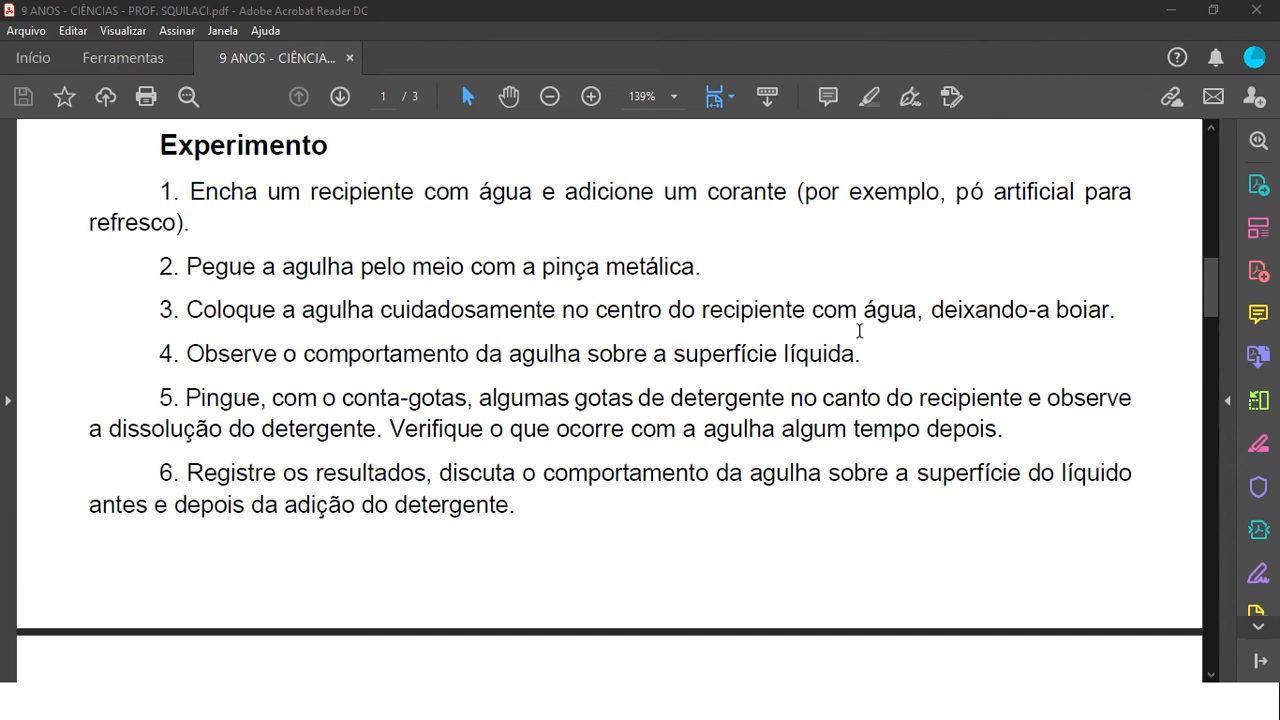 9 ANOS - CIÊNCIAS - PROF. SQUILACI.pdf - Adobe Acrobat Reader DC
Arquivo Editar Visualizar Assinar Janela Ajuda
Início Ferramentas 9 ANOS - CIÊNCIA... ×
1 / 3 139%
Experimento
1. Encha um recipiente com água e adicione um corante (por exemplo, pó artificial para
refresco).
2. Pegue a agulha pelo meio com a pinça metálica.
3. Coloque a agulha cuidadosamente no centro do recipiente com água, deixando-a boiar.
4. Observe o comportamento da agulha sobre a superfície líquida.
5. Pingue, com o conta-gotas, algumas gotas de detergente no canto do recipiente e observe
a dissolução do detergente. Verifique o que ocorre com a agulha algum tempo depois.
6. Registre os resultados, discuta o comportamento da agulha sobre a superfície do líquido
antes e depois da adição do detergente.